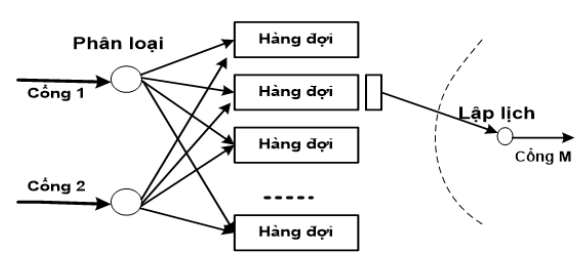 Phân loại
Hàng đợi
Cổng 1
Hàng đợi
Lập lịch
Hàng đợi
Cổng M
Cổng 2
.....
Hàng đợi